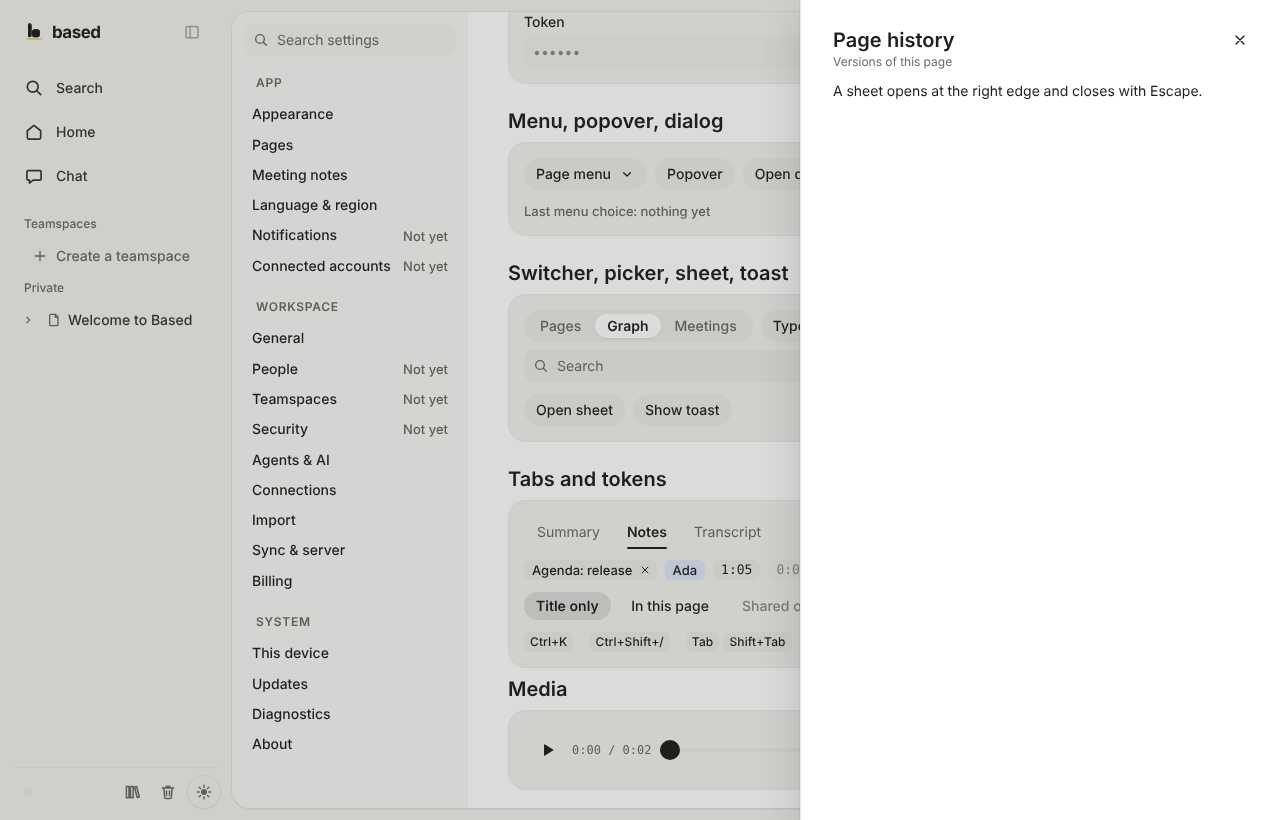 based
Search
Home
Chat
Teamspaces
Create a teamspace
Private
Welcome to Based
Search settings
APP
Appearance
Pages
Meeting notes
Language & region
Notifications Not yet
Connected accounts Not yet
WORKSPACE
General
People Not yet
Teamspaces Not yet
Security Not yet
Agents & AI
Connections
Import
Sync & server
Billing
SYSTEM
This device
Updates
Diagnostics
About
Token
••••••
Menu, popover, dialog
Page menu Popover Open
Last menu choice: nothing yet
Switcher, picker, sheet, toast
Pages Graph Meetings
Search
Open sheet Show toast
Tabs and tokens
Summary Notes Transcript
Agenda: release Ada 1:05
Title only In this page Shared
Ctrl+K Ctrl+Shift+/ Tab Shift+Tab
Media
0:00 / 0:02
Page history
Versions of this page
A sheet opens at the right edge and closes with Escape.